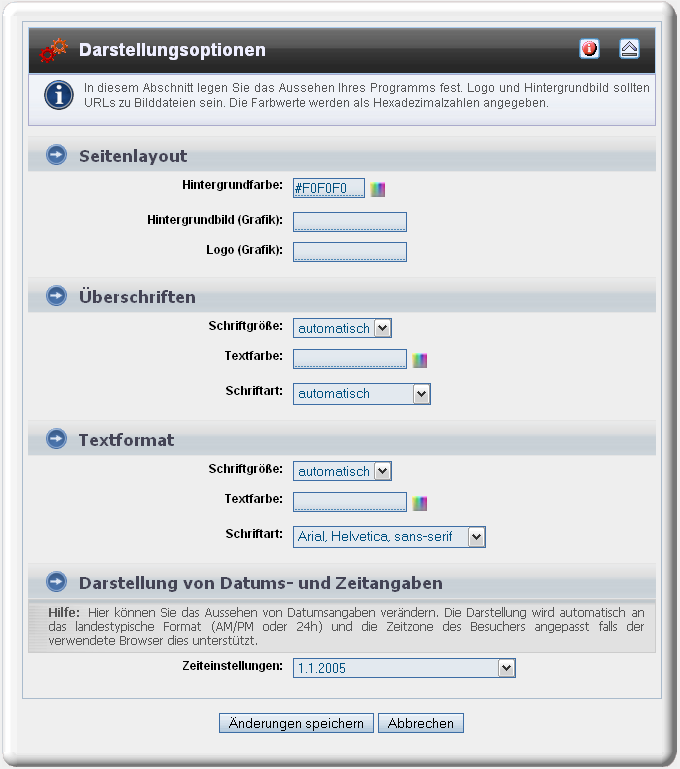 Darstellungsoptionen
In diesem Abschnitt legen Sie das Aussehen Ihres Programms fest. Logo und Hintergrundbild sollten
URLs zu Bilddateien sein. Die Farbwerte werden als Hexadezimalzahlen angegeben.
Seitenlayout
Hintergrundfarbe: #F0F0F0
Hintergrundbild (Grafik):
Logo (Grafik):
Überschriften
Schriftgröße: automatisch
Textfarbe:
Schriftart: automatisch
Textformat
Schriftgröße: automatisch
Textfarbe:
Schriftart: Arial, Helvetica, sans-serif
Darstellung von Datums- und Zeitangaben
Hilfe: Hier können Sie das Aussehen von Datumsangaben verändern. Die Darstellung wird automatisch an
das landestypische Format (AM/PM oder 24h) und die Zeitzone des Besuchers angepasst falls der
verwendete Browser dies unterstützt.
Zeiteinstellungen: 1.1.2005
Änderungen speichern Abbrechen